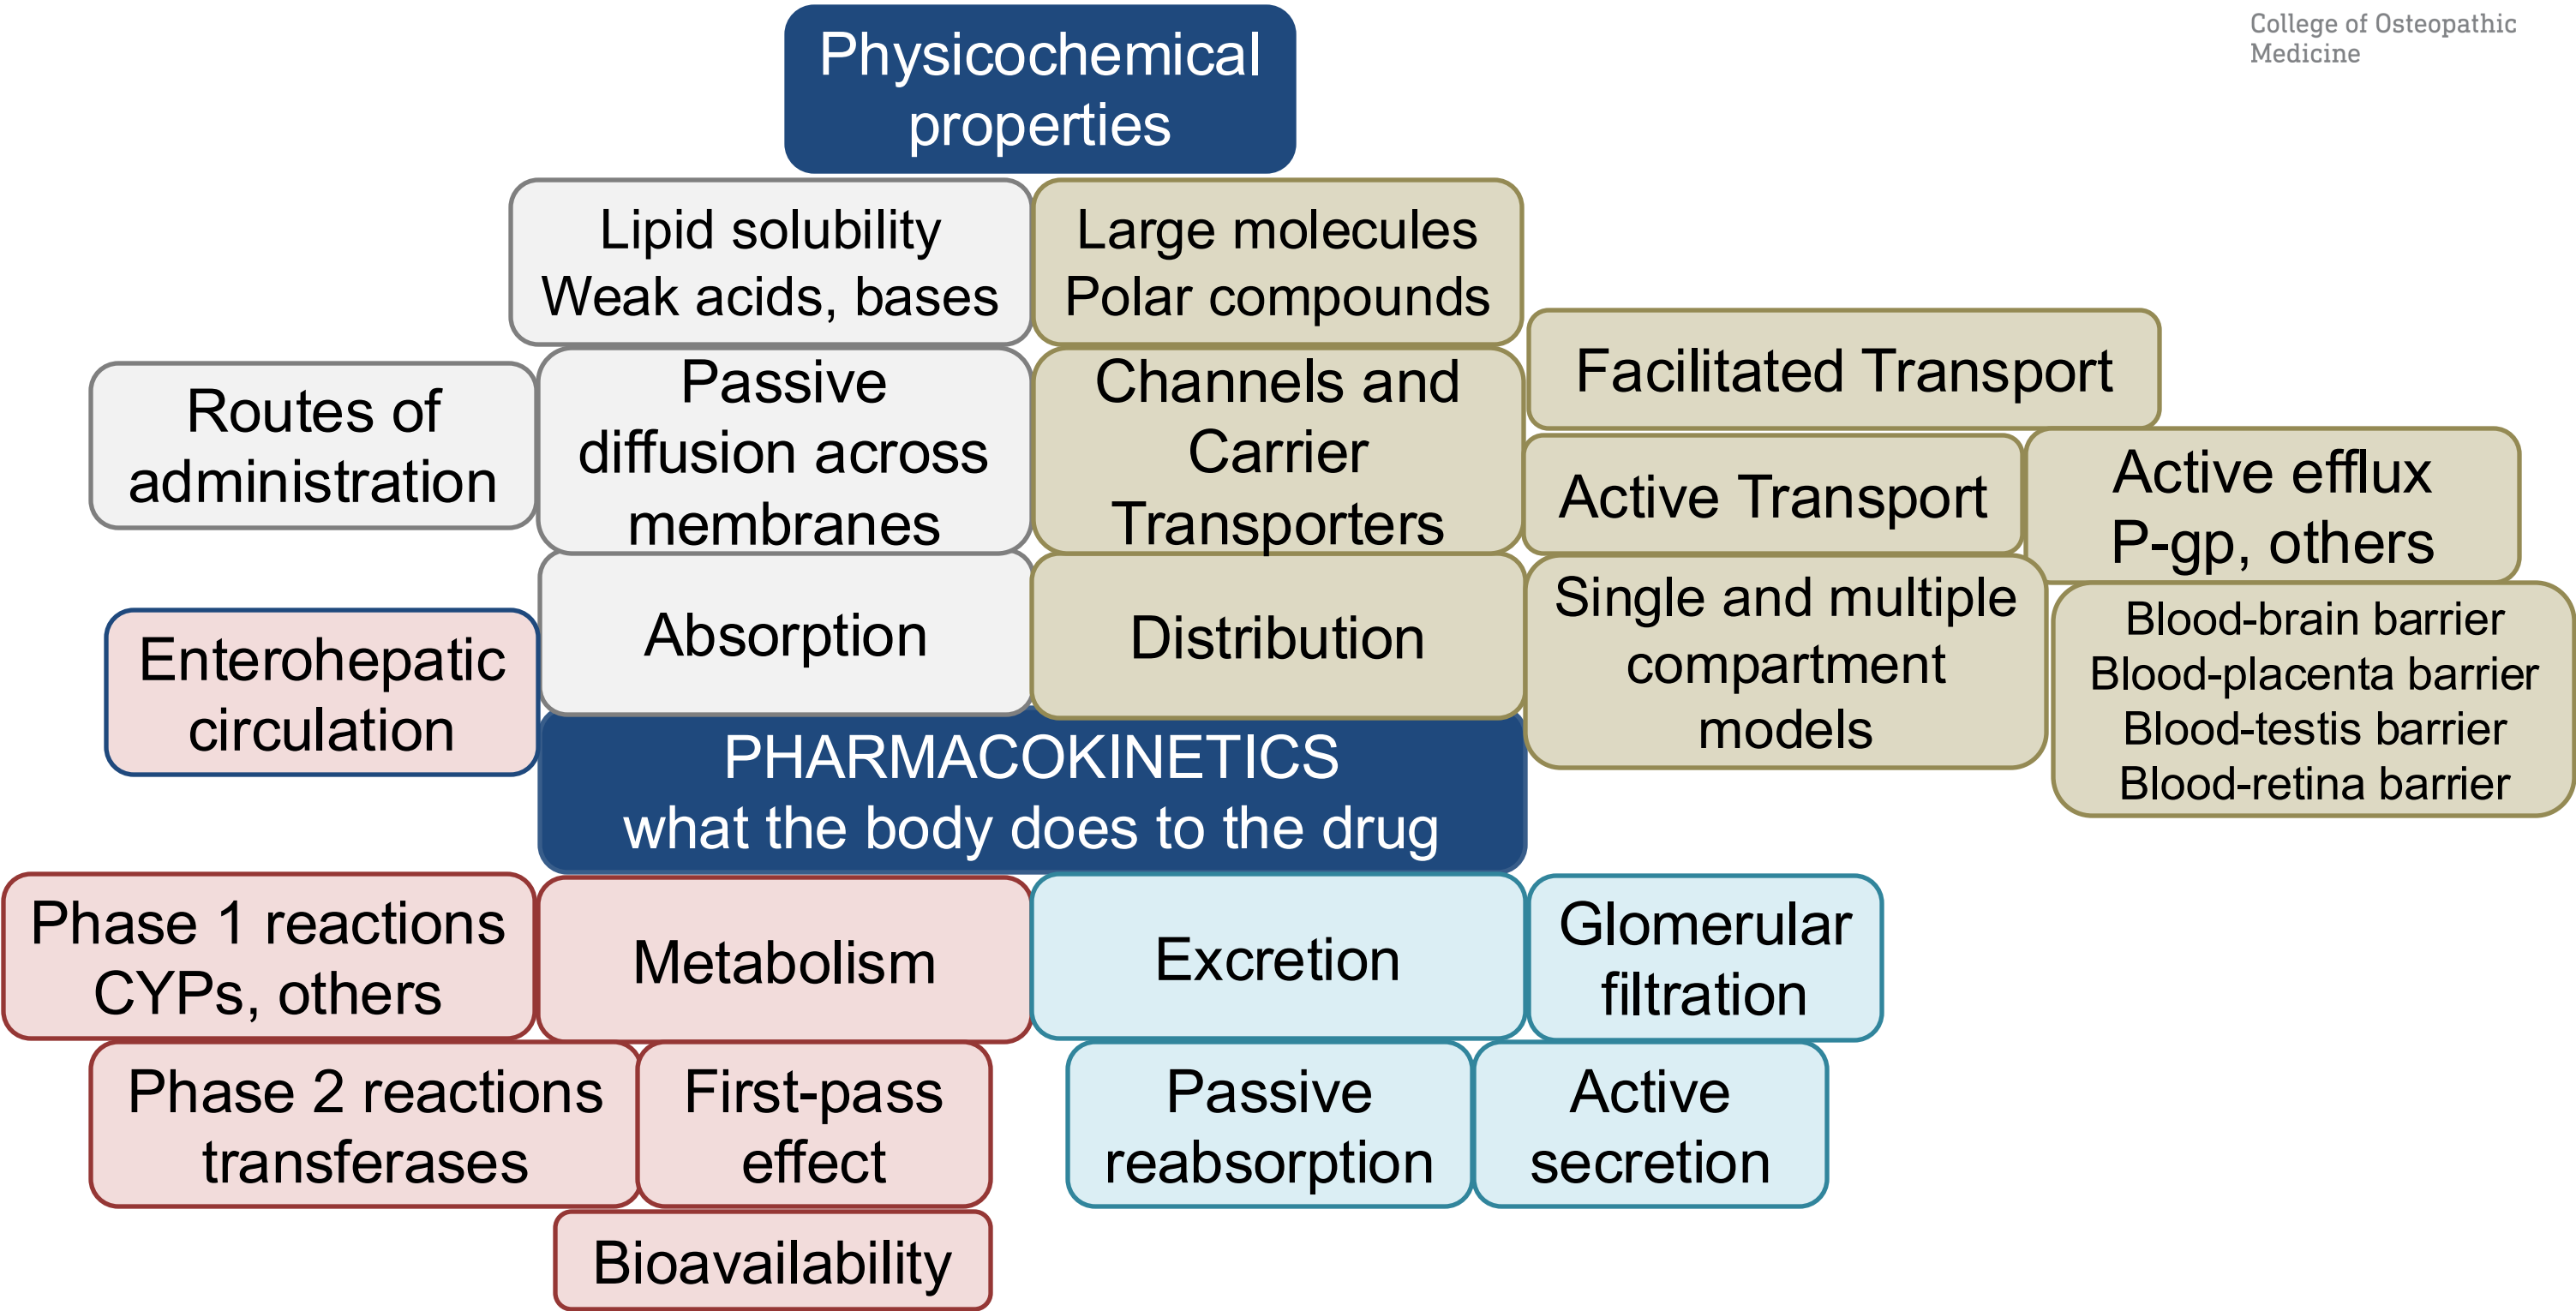 College of Osteopathic
Medicine
Physicochemical
properties
Lipid solubility
Weak acids, bases
Large molecules
Polar compounds
Routes of
administration
Passive
diffusion across
membranes
Channels and
Carrier
Transporters
Facilitated Transport
Active Transport
Active efflux
P-gp, others
Enterohepatic
circulation
Absorption
Distribution
Single and multiple
compartment
models
Blood-brain barrier
Blood-placenta barrier
Blood-testis barrier
Blood-retina barrier
PHARMACOKINETICS
what the body does to the drug
Phase 1 reactions
CYPs, others
Metabolism
Excretion
Glomerular
filtration
Phase 2 reactions
transferases
First-pass
effect
Passive
reabsorption
Active
secretion
Bioavailability